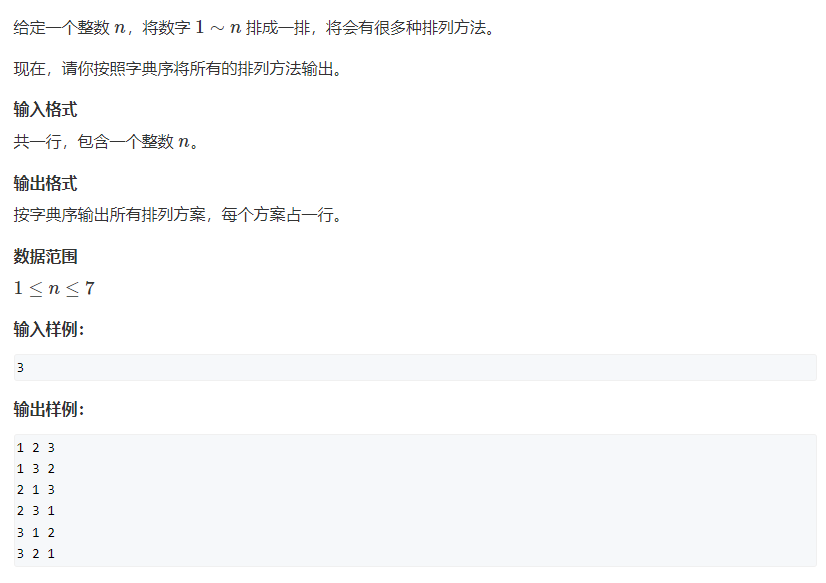 给定一个整数 n，将数字 1 ∼ n 排成一排，将会有很多种排列方法。
现在，请你按照字典序将所有的排列方法输出。
输入格式
共一行，包含一个整数 n。
输出格式
按字典序输出所有排列方案，每个方案占一行。
数据范围
1 ≤ n ≤ 7
输入样例：
3
输出样例：
1 2 3
1 3 2
2 1 3
2 3 1
3 1 2
3 2 1